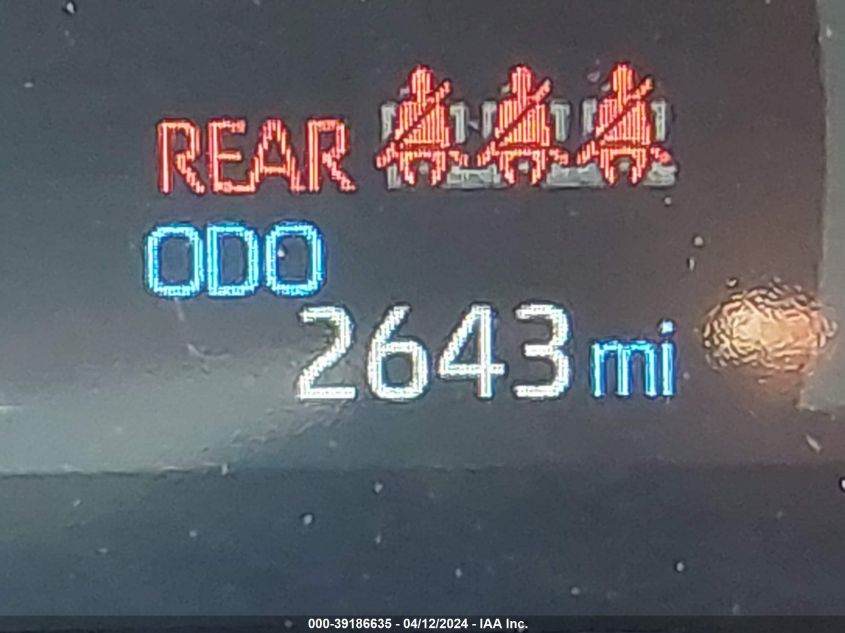 REAR
ODO
2643 mi
000-39186635 - 04/12/2024 - IAA Inc.